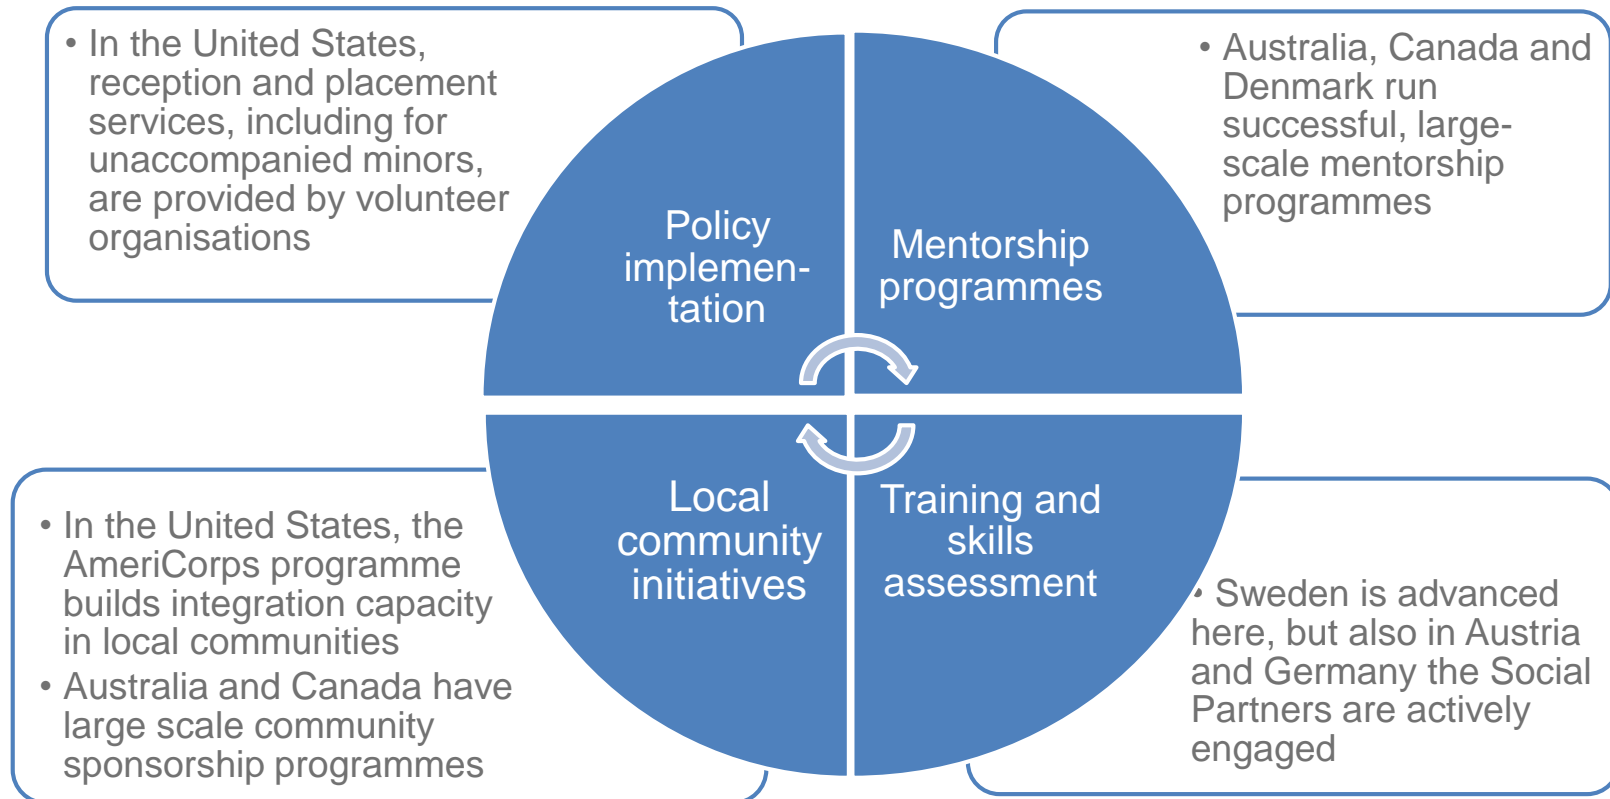 • In the United States,
reception and placement
services, including for
unaccompanied minors,
are provided by volunteer
organisations
• Australia, Canada and
Denmark run
successful, large-
scale mentorship
programmes
Policy
implemen-
tation
Mentorship
programmes
Local
community
initiatives
Training and
skills
assessment
• In the United States, the
AmeriCorps programme
builds integration capacity
in local communities
• Australia and Canada have
large scale community
sponsorship programmes
• Sweden is advanced
here, but also in Austria
and Germany the Social
Partners are actively
engaged